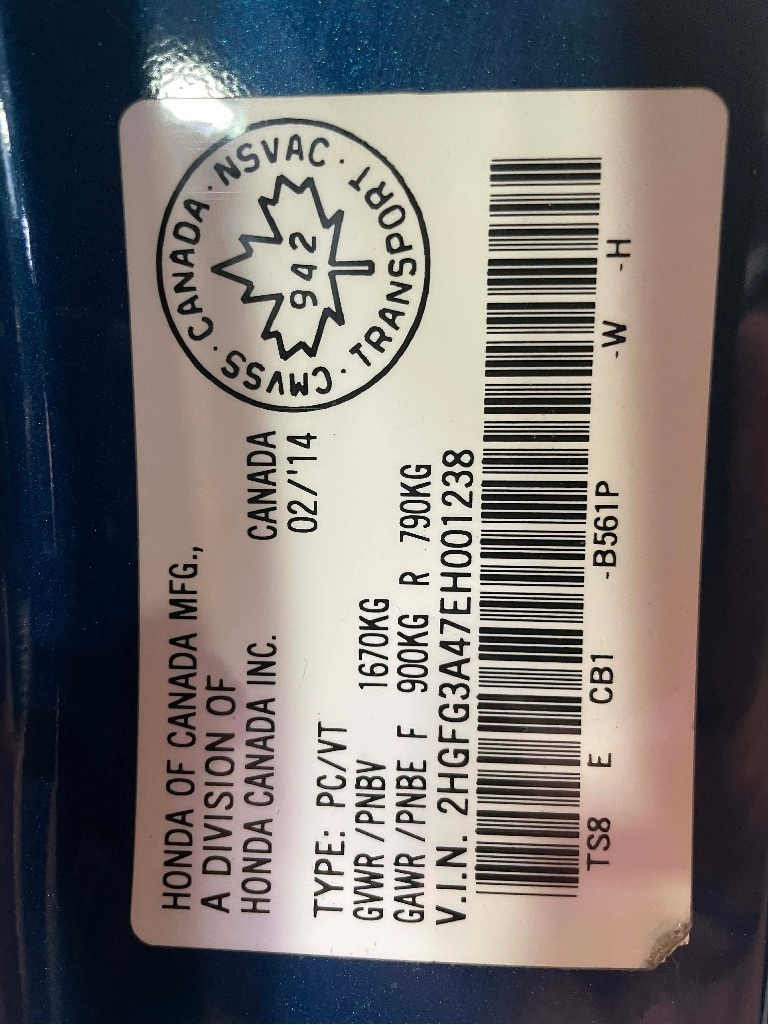 HONDA OF CANADA MFG.,
A DIVISION OF
HONDA CANADA INC. CANADA
02/'14
TYPE: PC/VT
GVWR /PNBV 1670KG
GAWR /PNBE F 900KG R 790KG
V.I.N. 2HGFG3A47EH001238
TS8 E CB1 -B561P -W -H
CMVSS · CANADA · NSVAC · TRANSPORT · TRANSPORT
942